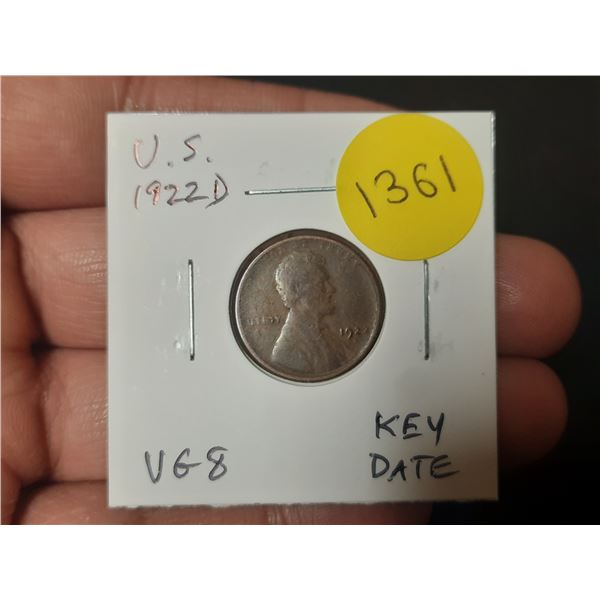 U.S.
1922D
1361
LIBERTY
192
VG8
KEY
DATE